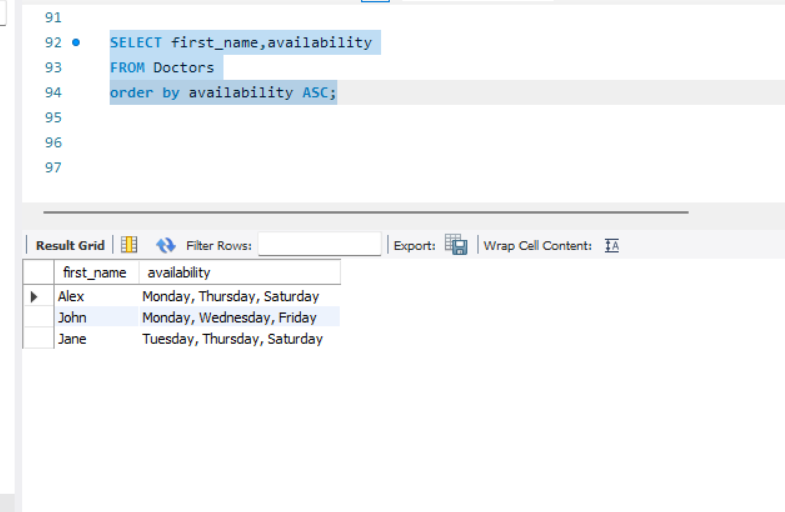 91
92 SELECT first_name,availability
93 FROM Doctors
94 order by availability ASC;
95
96
97
Result Grid Filter Rows: Export: Wrap Cell Content:
first_name availability
Alex Monday, Thursday, Saturday
John Monday, Wednesday, Friday
Jane Tuesday, Thursday, Saturday